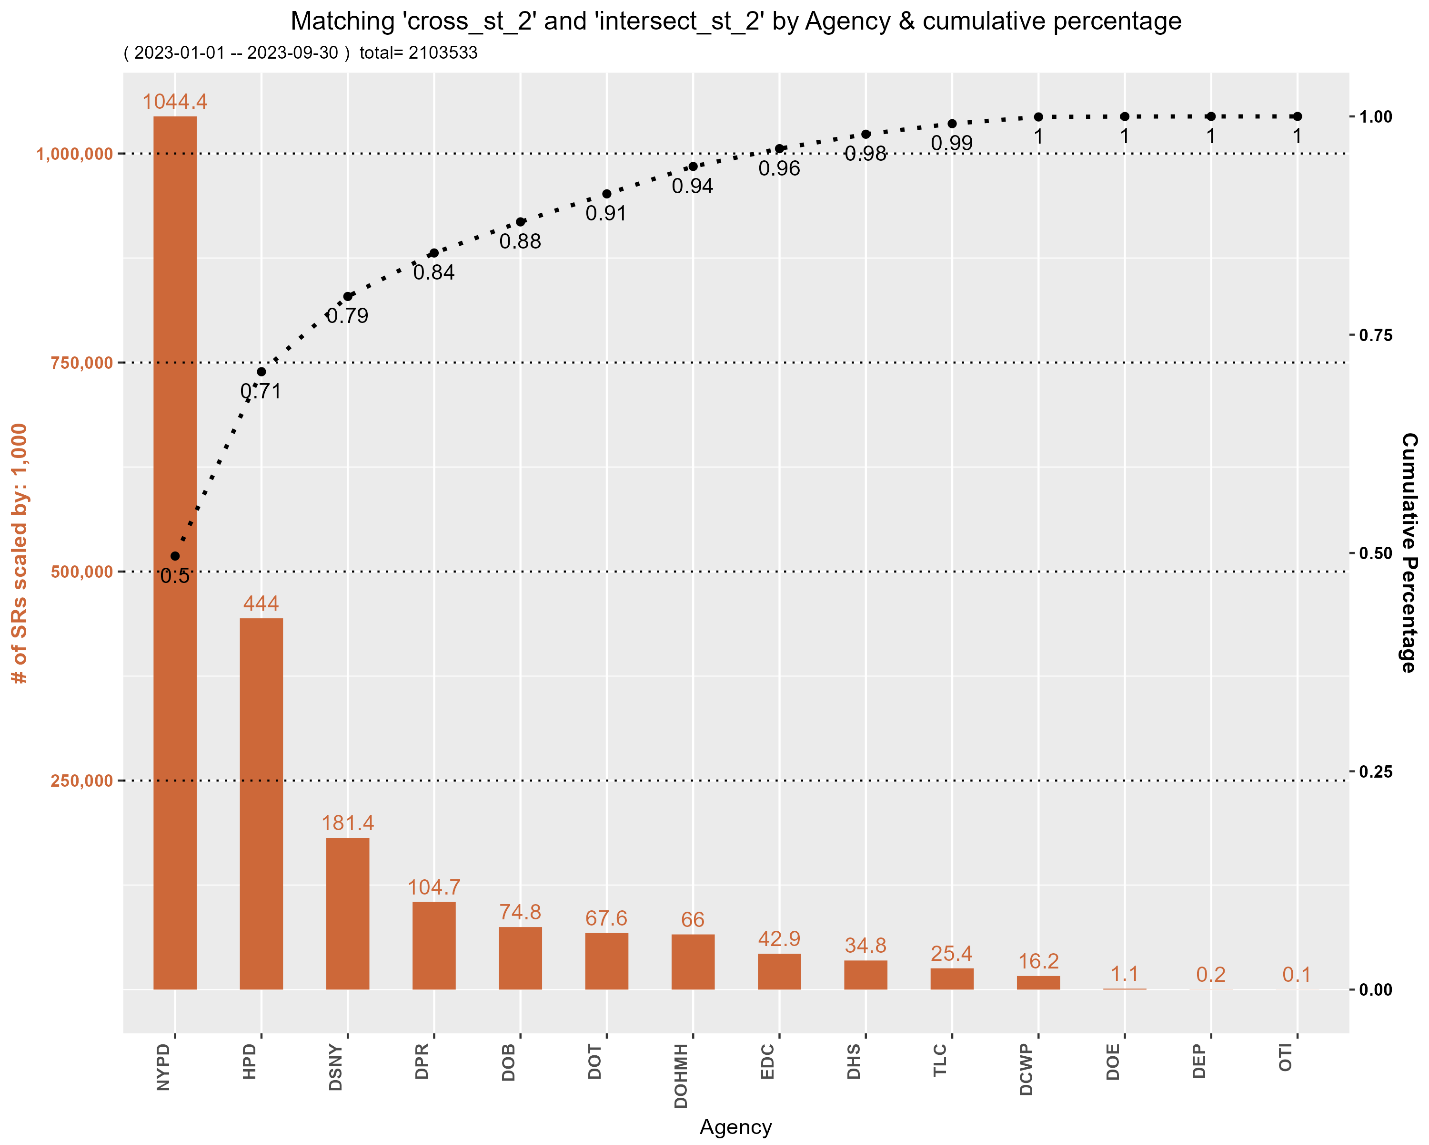 Matching 'cross_st_2' and 'intersect_st_2' by Agency & cumulative percentage
( 2023-01-01 -- 2023-09-30 )  total= 2103533
# of SRs scaled by: 1,000
1,000,000
750,000
500,000
250,000
1044.4
444
181.4
104.7
74.8
67.6
66
42.9
34.8
25.4
16.2
1.1
0.2
0.1
0.5
0.71
0.79
0.84
0.88
0.91
0.94
0.96
0.98
0.99
1
1
1
1
1.00
0.75
0.50
0.25
0.00
Cumulative Percentage
NYPD
HPD
DSNY
DPR
DOB
DOT
DOHMH
EDC
DHS
TLC
DCWP
DOE
DEP
OTI
Agency